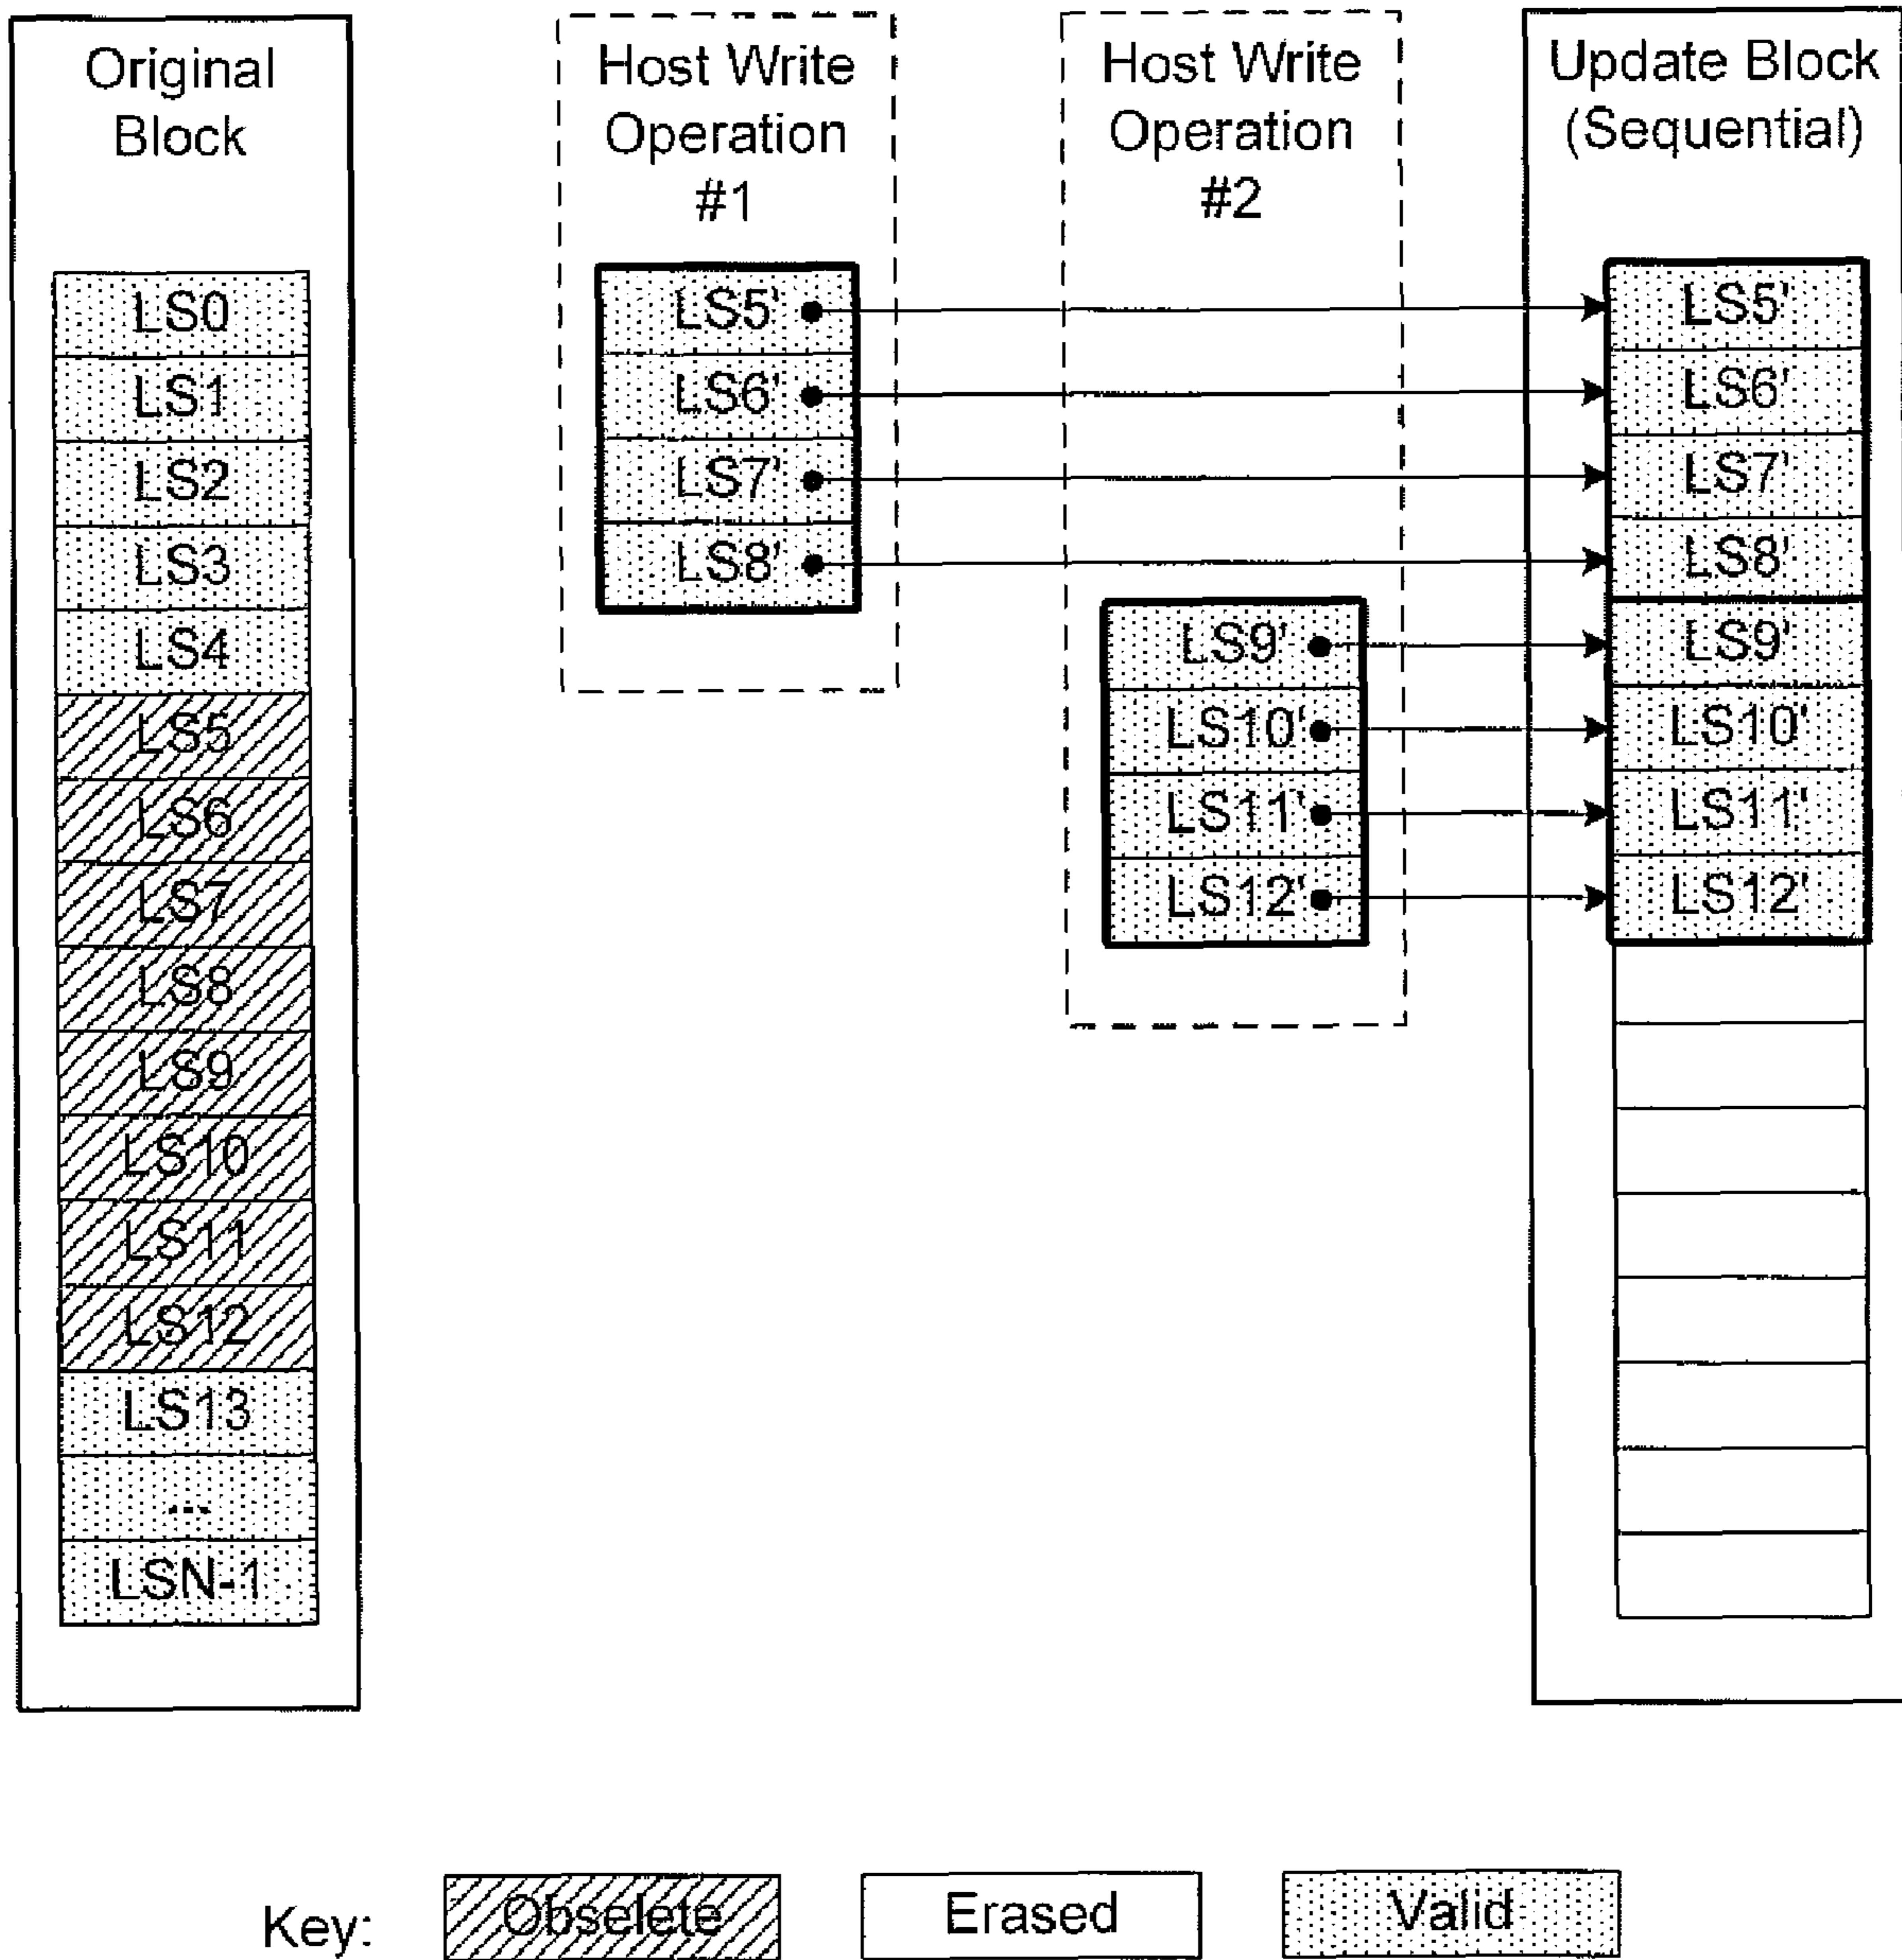 Original
Block
LS0
LS1
LS2
LS3
LS4
LS5
LS6
LS7
LS8
LS9
LS10
LS11
LS12
LS13
...
LSN-1
Host Write
Operation
#1
LS5'
LS6'
LS7'
LS8'
Host Write
Operation
#2
LS9'
LS10'
LS11'
LS12'
Update Block
(Sequential)
LS5'
LS6'
LS7'
LS8'
LS9'
LS10'
LS11'
LS12'
Key: Obselete Erased Valid